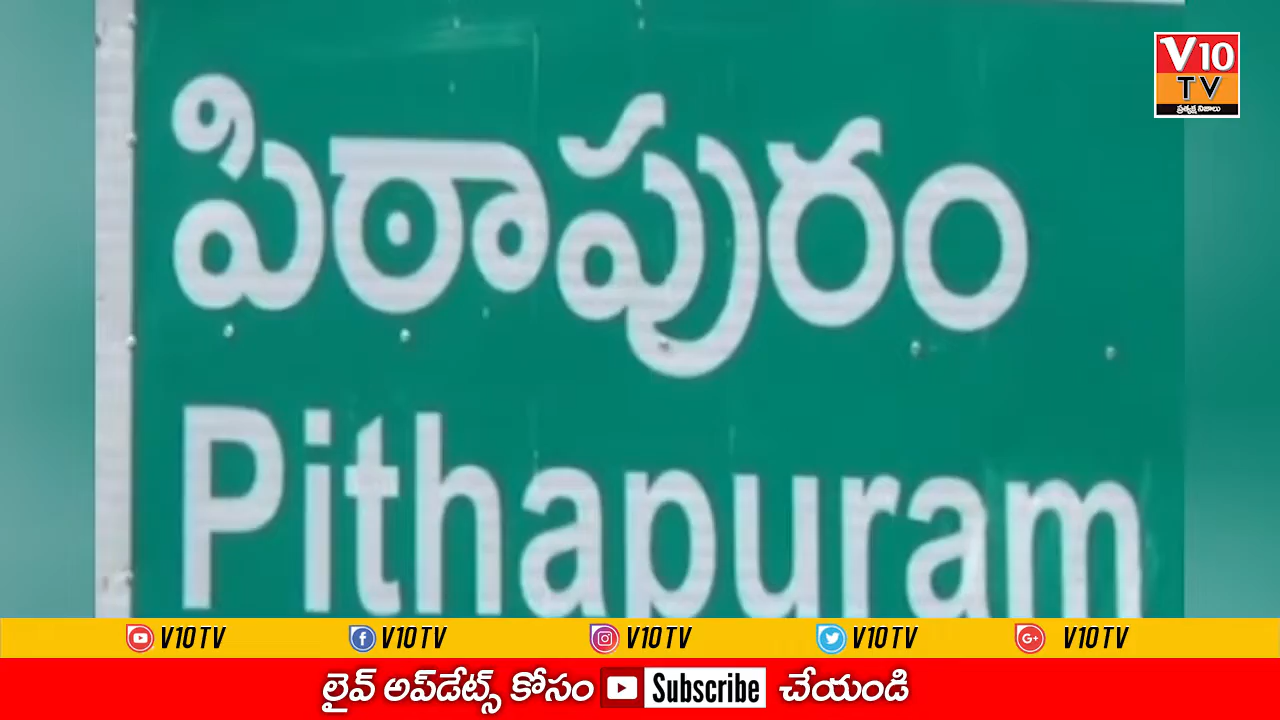 V10
TV
ప్రత్యక్ష నిజాలు
పిఠాపురం
Pithapuram
V10 TV V10 TV V10 TV V10 TV V10 TV
లైవ్ అప్‌డేట్స్ కోసం Subscribe చేయండి